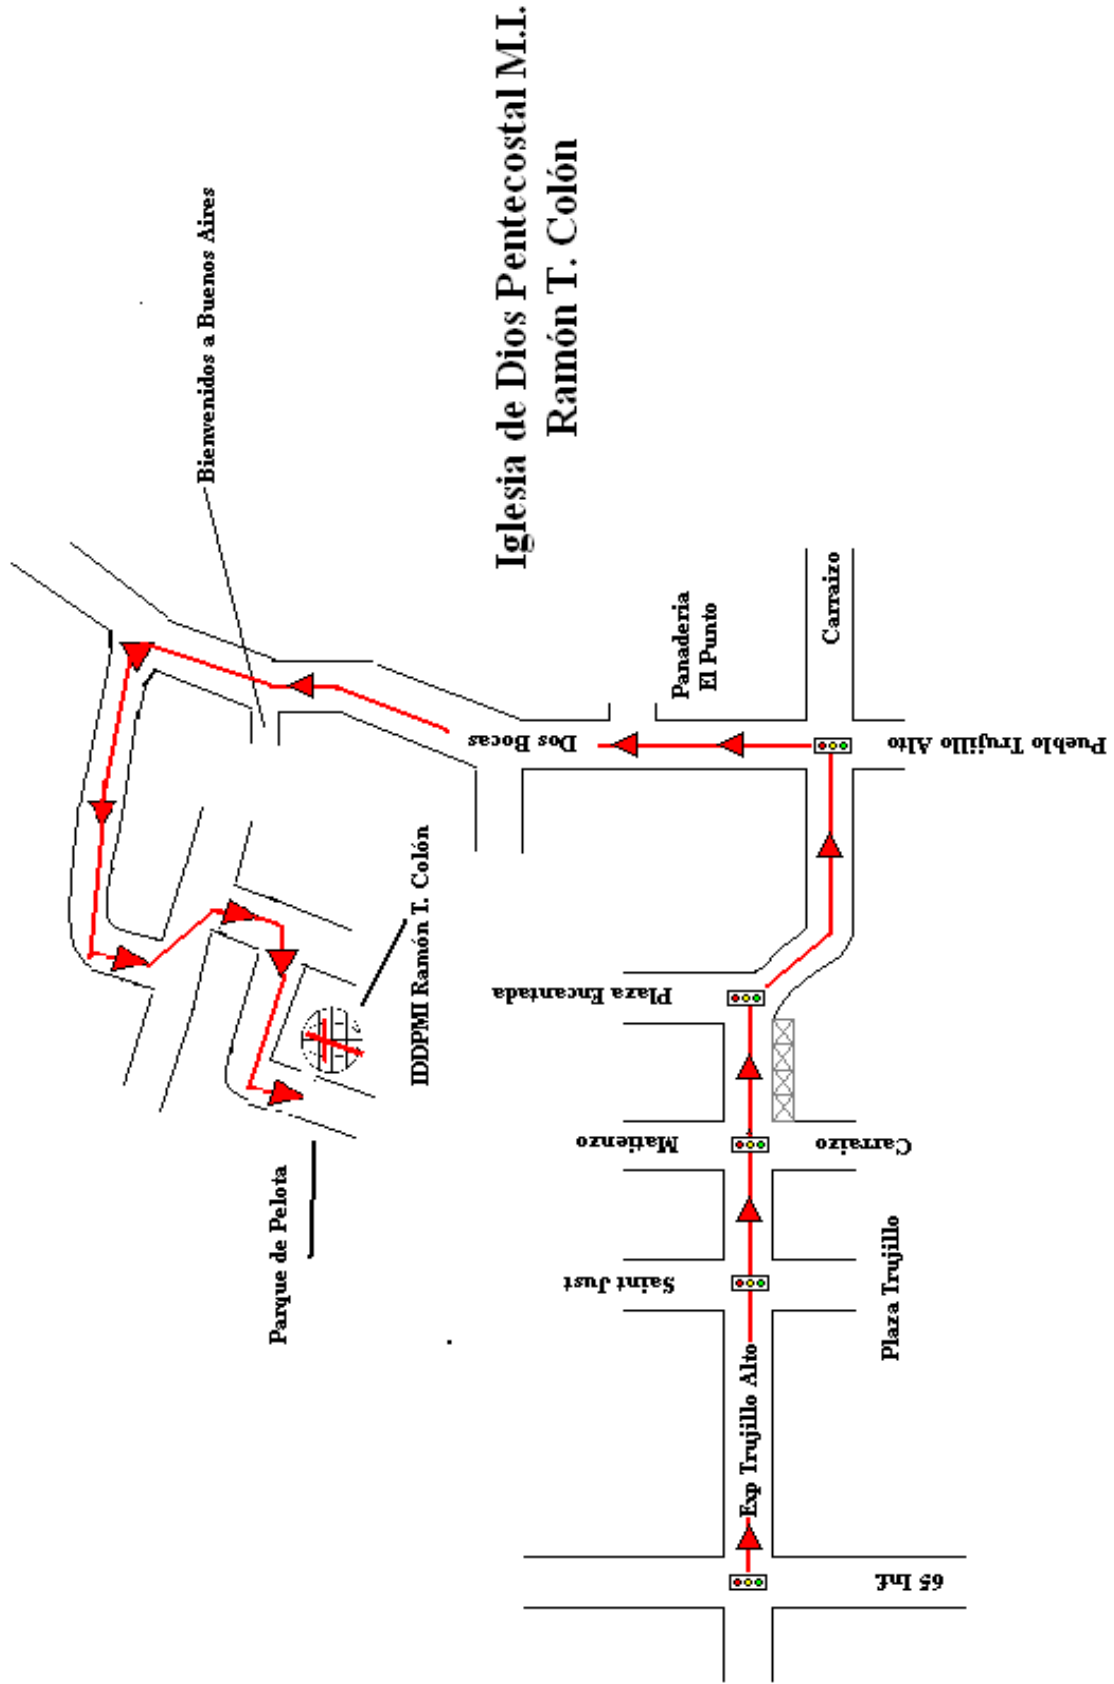 Iglesia de Dios Pentecostal M.I.
Ramón T. Colón
Bienvenidos a Buenos Aires
IDDPMI Ramón T. Colón
Parque de Pelota
Dos Bocas
Panaderia
El Punto
Carraizo
Pueblo Trujillo Alto
Plaza Encantada
Matienzo
Carraizo
Saint Just
Plaza Trujillo
Exp Trujillo Alto
65 Inf.